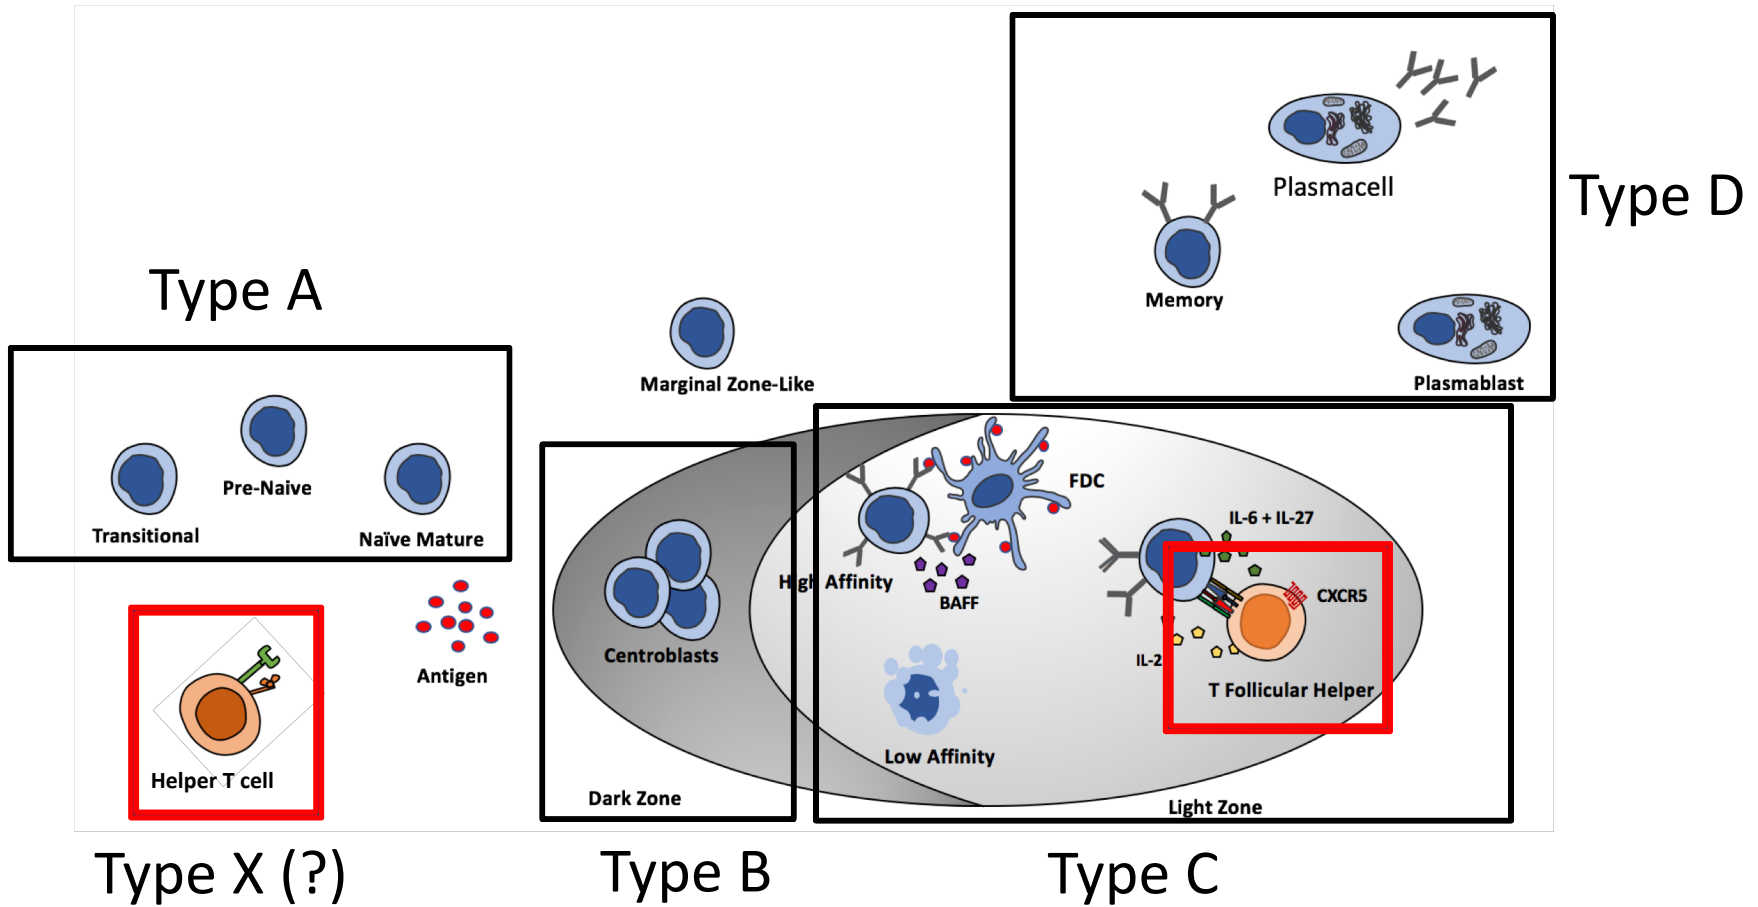 Plasmacell
Type D
Memory
Type A
Marginal Zone-Like
Plasmablast
Pre-Naive
Transitional
Naïve Mature
FDC
IL-6 + IL-27
High Affinity
BAFF
CXCR5
Antigen
Centroblasts
IL-2
T Follicular Helper
Low Affinity
Helper T cell
Dark Zone
Light Zone
Type X (?)
Type B
Type C